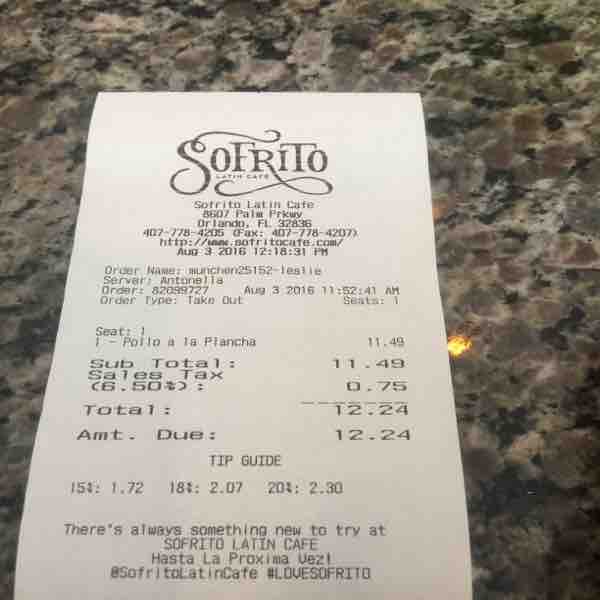 SOFRITO
LATIN CAFE
Sofrito Latin Cafe
8607 Palm Prkwy
Orlando, FL 32836
407-778-4205 (Fax: 407-778-4207)
http://www.sofritocafe.com/
Aug 3 2016 12:18:31 PM
Order Name: munchen25152-leslie
Server: Antonella
Order: 82099727 Aug 3 2016 11:52:41 AM
Order Type: Take Out Seats: 1
Seat: 1
1 - Pollo a la Plancha 11.49
Sub Total: 11.49
Sales Tax
(6.50%): 0.75
Total: 12.24
Amt. Due: 12.24
TIP GUIDE
15%: 1.72 18%: 2.07 20%: 2.30
There's always something new to try at
SOFRITO LATIN CAFE
Hasta La Proxima Vez!
@SofritoLatinCafe #LOVESOFRITO